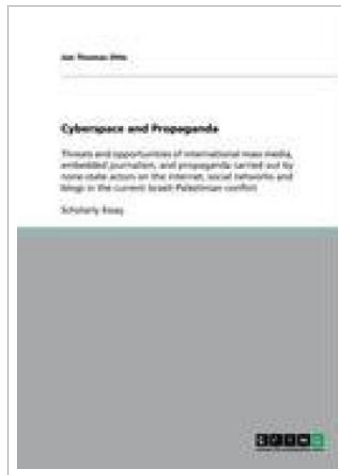 Jan Thomas Otte
Cyberspace and Propaganda
Threats and opportunities of international mass media,
embedded journalism, and propaganda carried out by
none-state actors on the internet, social networks and
blogs in the current Israeli-Palestinian conflict
Scholarly Essay
GRIN